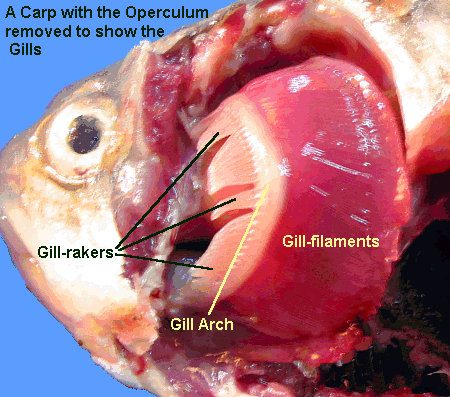 A Carp with the Operculum
removed to show the
Gills
Gill-rakers
Gill-filaments
Gill Arch